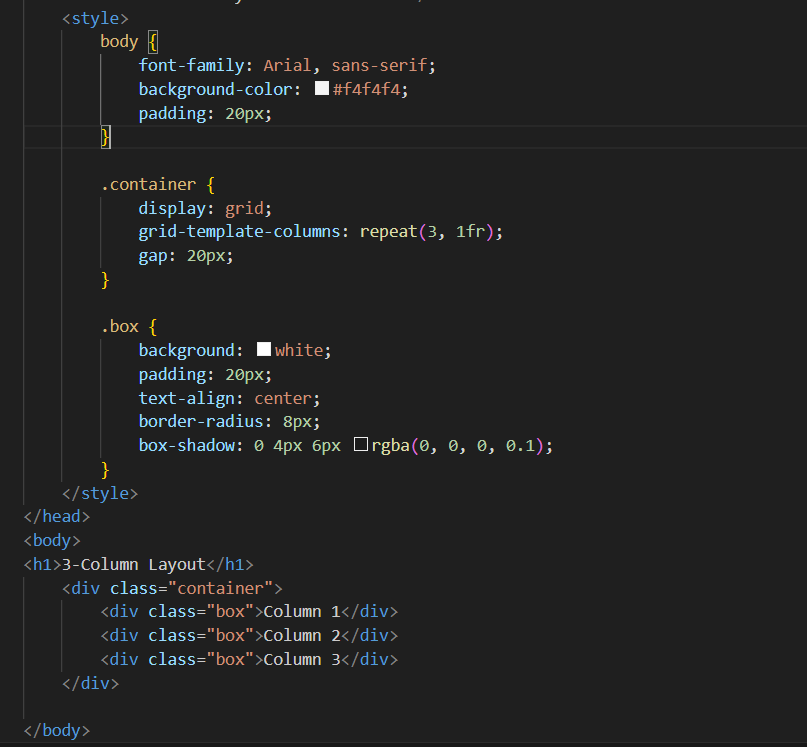 <style>
body {
font-family: Arial, sans-serif;
background-color: #f4f4f4;
padding: 20px;
}
.container {
display: grid;
grid-template-columns: repeat(3, 1fr);
gap: 20px;
}
.box {
background: white;
padding: 20px;
text-align: center;
border-radius: 8px;
box-shadow: 0 4px 6px rgba(0, 0, 0, 0.1);
}
</style>
</head>
<body>
<h1>3-Column Layout</h1>
<div class="container">
<div class="box">Column 1</div>
<div class="box">Column 2</div>
<div class="box">Column 3</div>
</div>
</body>